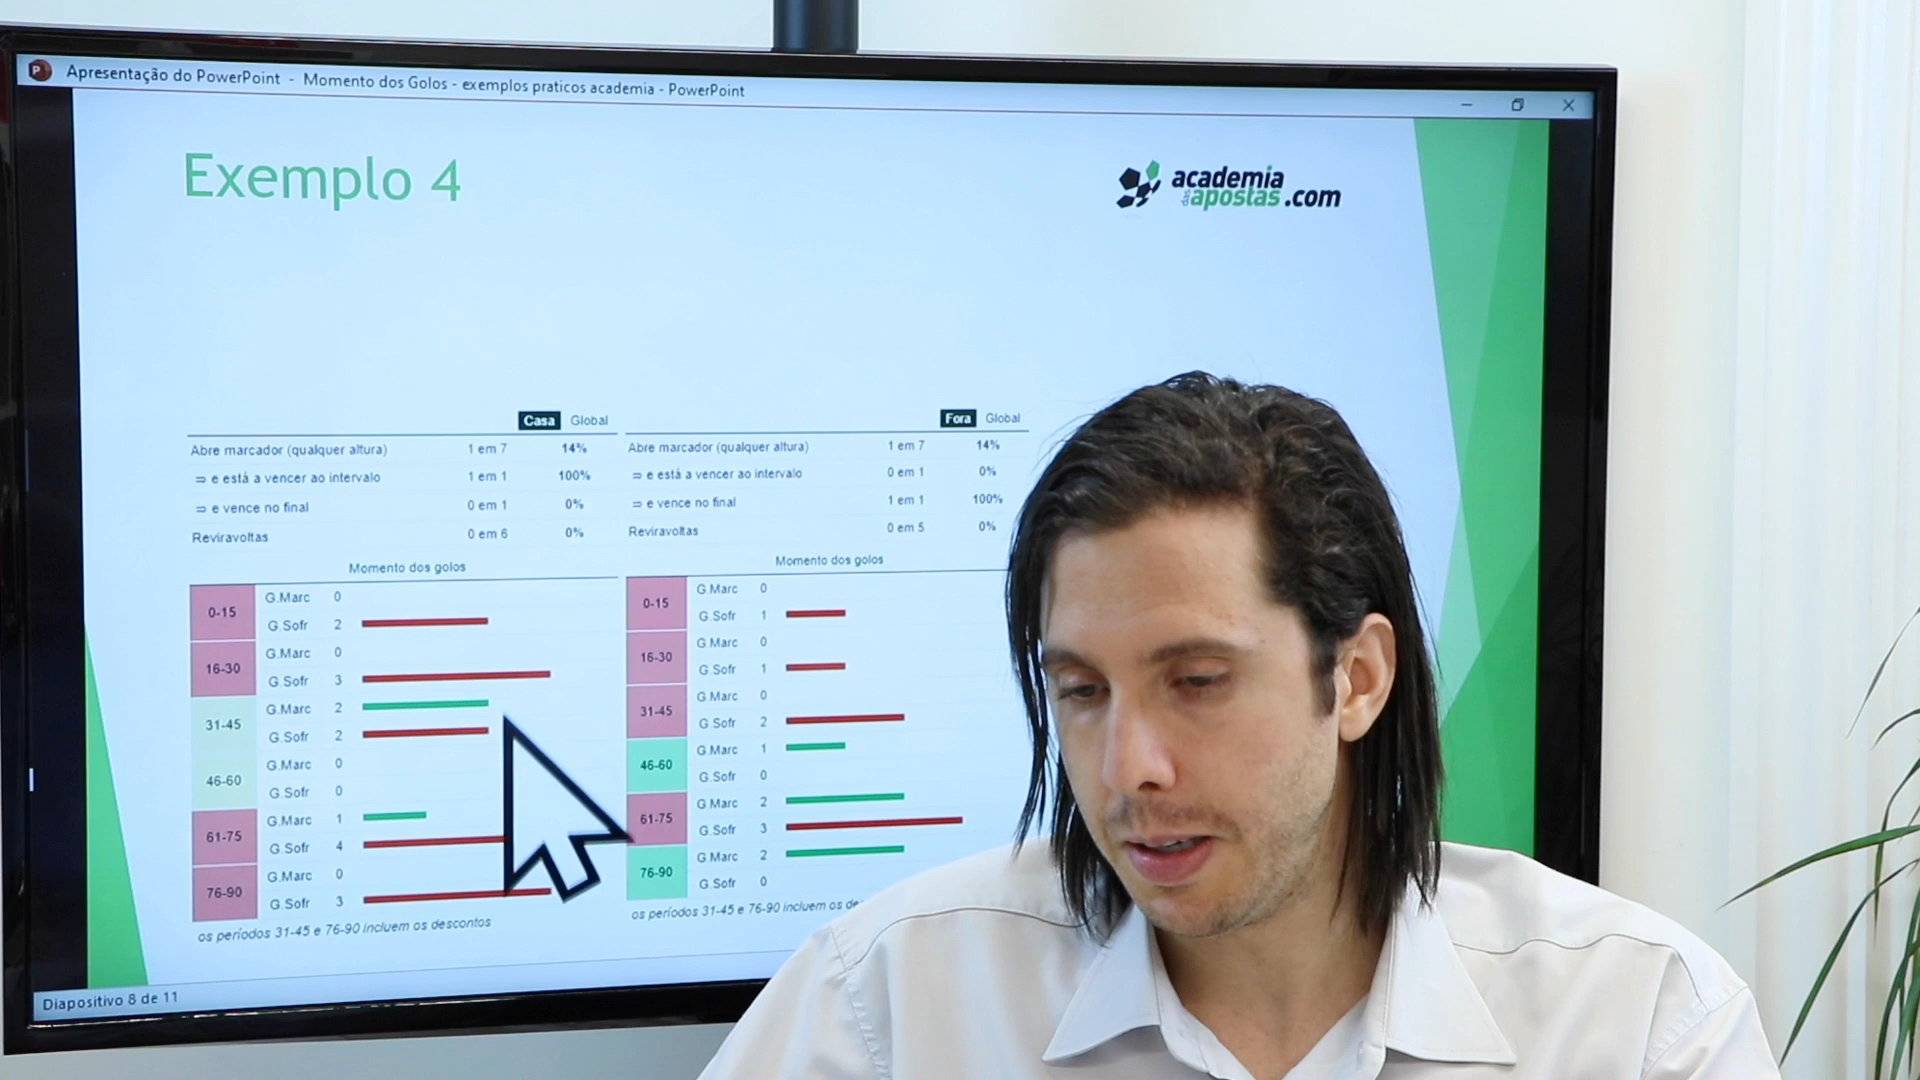 Apresentação do PowerPoint - Momento dos Golos - exemplos praticos academia - PowerPoint
Exemplo 4
academia
das apostas.com
Casa Global
Abre marcador (qualquer altura) 1 em 7 14%
⇒ e está a vencer ao intervalo 1 em 1 100%
⇒ e vence no final 0 em 1 0%
Reviravoltas 0 em 6 0%
Momento dos golos
0-15 G.Marc 0
G.Sofr 2
16-30 G.Marc 0
G.Sofr 3
31-45 G.Marc 2
G.Sofr 2
46-60 G.Marc 0
G.Sofr 0
61-75 G.Marc 1
G.Sofr 4
76-90 G.Marc 0
G.Sofr 3
os períodos 31-45 e 76-90 incluem os descontos
Fora Global
Abre marcador (qualquer altura) 1 em 7 14%
⇒ e está a vencer ao intervalo 0 em 1 0%
⇒ e vence no final 1 em 1 100%
Reviravoltas 0 em 5 0%
Momento dos golos
0-15 G.Marc 0
G.Sofr 1
16-30 G.Marc 0
G.Sofr 1
31-45 G.Marc 0
G.Sofr 2
46-60 G.Marc 1
G.Sofr 0
61-75 G.Marc 2
G.Sofr 3
76-90 G.Marc 2
G.Sofr 0
os períodos 31-45 e 76-90 incluem os de
Diapositivo 8 de 11